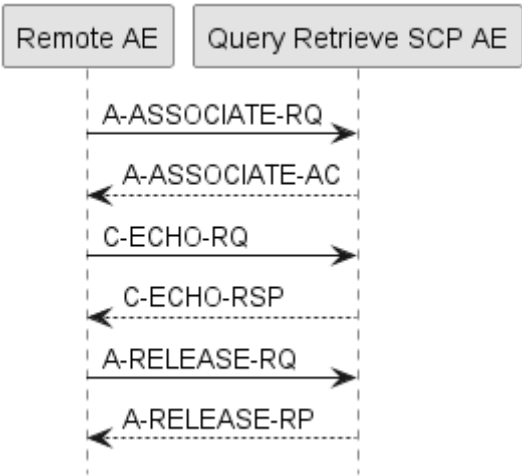 Remote AE
Query Retrieve SCP AE
A-ASSOCIATE-RQ
A-ASSOCIATE-AC
C-ECHO-RQ
C-ECHO-RSP
A-RELEASE-RQ
A-RELEASE-RP